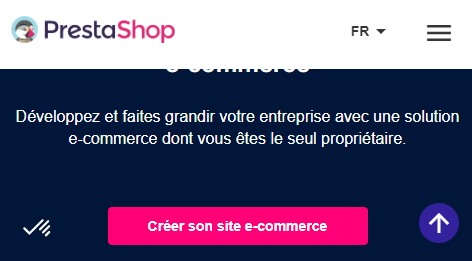 PrestaShop
FR
e-commerce
Développez et faites grandir votre entreprise avec une solution
e-commerce dont vous êtes le seul propriétaire.
Créer son site e-commerce